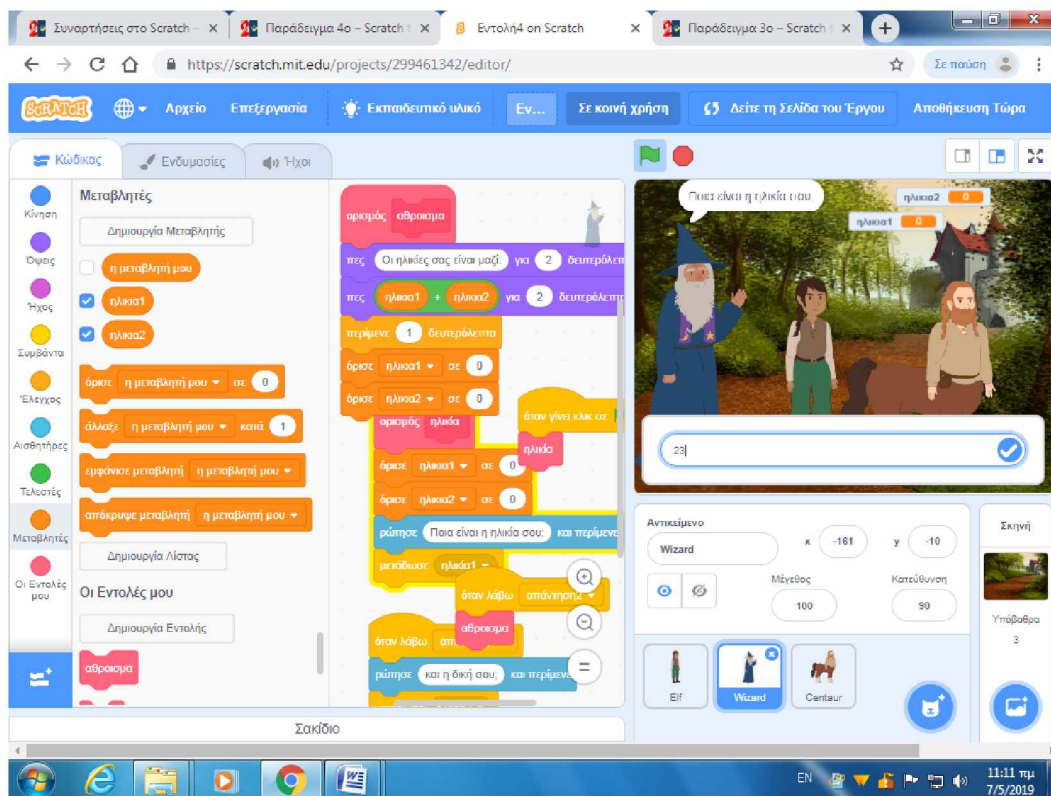 Συναρτήσεις στο Scratch –
Παράδειγμα 4ο – Scratch
Εντολή4 on Scratch
Παράδειγμα 3ο – Scratch
https://scratch.mit.edu/projects/299461342/editor/
Σε παύση
SCRATCH
Αρχείο
Επεξεργασία
Εκπαιδευτικό υλικό
Εν...
Σε κοινή χρήση
Δείτε τη Σελίδα του Έργου
Αποθήκευση Τώρα
Κώδικας
Ενδυμασίες
Ήχοι
Κίνηση
Όψεις
Ήχος
Συμβάντα
Έλεγχος
Αισθητήρες
Τελεστές
Μεταβλητές
Οι Εντολές
μου
Μεταβλητές
Δημιουργία Μεταβλητής
η μεταβλητή μου
ηλικια1
ηλικια2
όρισε η μεταβλητή μου σε 0
άλλαξε η μεταβλητή μου κατά 1
εμφάνισε μεταβλητή η μεταβλητή μου
απόκρυψε μεταβλητή η μεταβλητή μου
Δημιουργία Λίστας
Οι Εντολές μου
Δημιουργία Εντολής
αθροισμα
ορισμός αθροισμα
πες Οι ηλικίες σας είναι μαζί: για 2 δευτερόλεπ
πες ηλικια1 + ηλικια2 για 2 δευτερόλεπτ
περίμενε 1 δευτερόλεπτα
όρισε ηλικια1 σε 0
όρισε ηλικια2 σε 0
ορισμός ηλικία
όρισε ηλικια1 σε 0
όρισε ηλικια2 σε 0
ρώτησε Ποια είναι η ηλικία σου; και περίμενε
μετάδωσε ηλικία1
όταν γίνει κλικ σε
ηλικία
όταν λάβω απάντηση2
αθροισμα
όταν λάβω
ρώτησε και η δική σου; και περίμενε
Σακίδιο
Ποια είναι η ηλικία σου;
ηλικια2 0
ηλικια1 0
23
Αντικείμενο
Wizard
x -161
y -10
Μέγεθος
100
Κατεύθυνση
90
Elf
Wizard
Centaur
Σκηνή
Υπόβαθρα
3
EN
11:11 πμ
7/5/2019